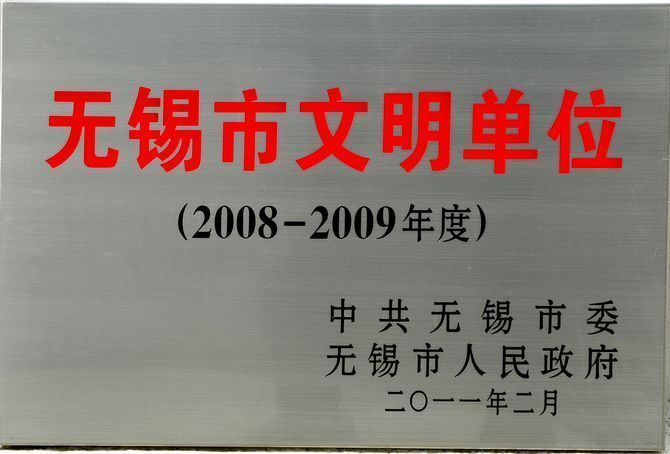 无锡市文明单位
(2008-2009年度)
中共无锡市委
无锡市人民政府
二〇一一年二月